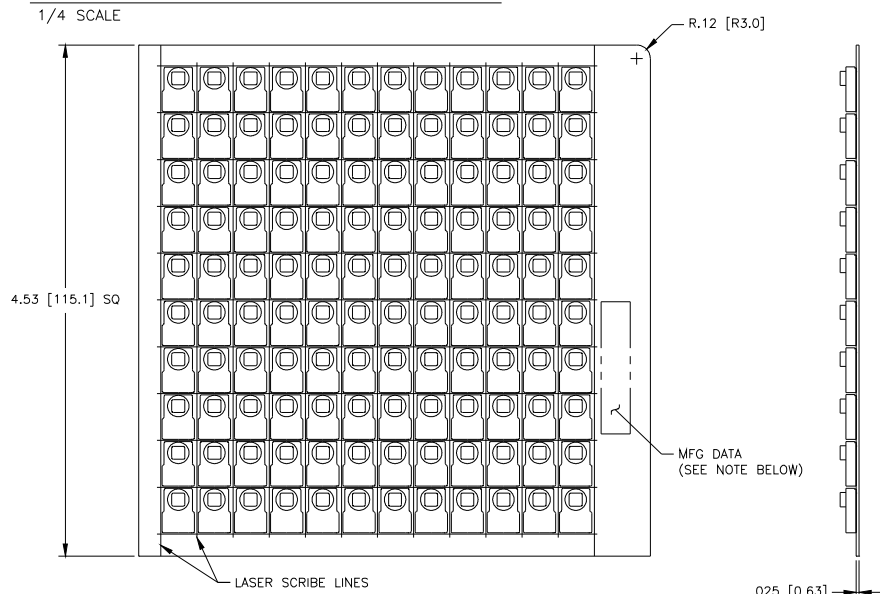 1/4 SCALE
R.12 [R3.0]
4.53 [115.1] SQ
MFG DATA
(SEE NOTE BELOW)
LASER SCRIBE LINES
.025 [0.63]